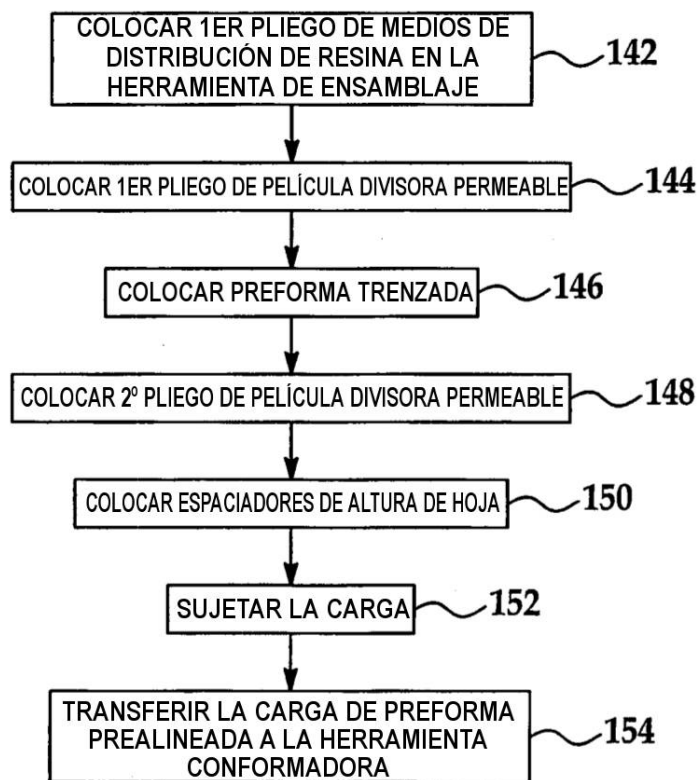 COLOCAR 1ER PLIEGO DE MEDIOS DE
DISTRIBUCIÓN DE RESINA EN LA
HERRAMIENTA DE ENSAMBLAJE
142
COLOCAR 1ER PLIEGO DE PELÍCULA DIVISORA PERMEABLE
144
COLOCAR PREFORMA TRENZADA
146
COLOCAR 2º PLIEGO DE PELÍCULA DIVISORA PERMEABLE
148
COLOCAR ESPACIADORES DE ALTURA DE HOJA
150
SUJETAR LA CARGA
152
TRANSFERIR LA CARGA DE PREFORMA
PREALINEADA A LA HERRAMIENTA
CONFORMADORA
154